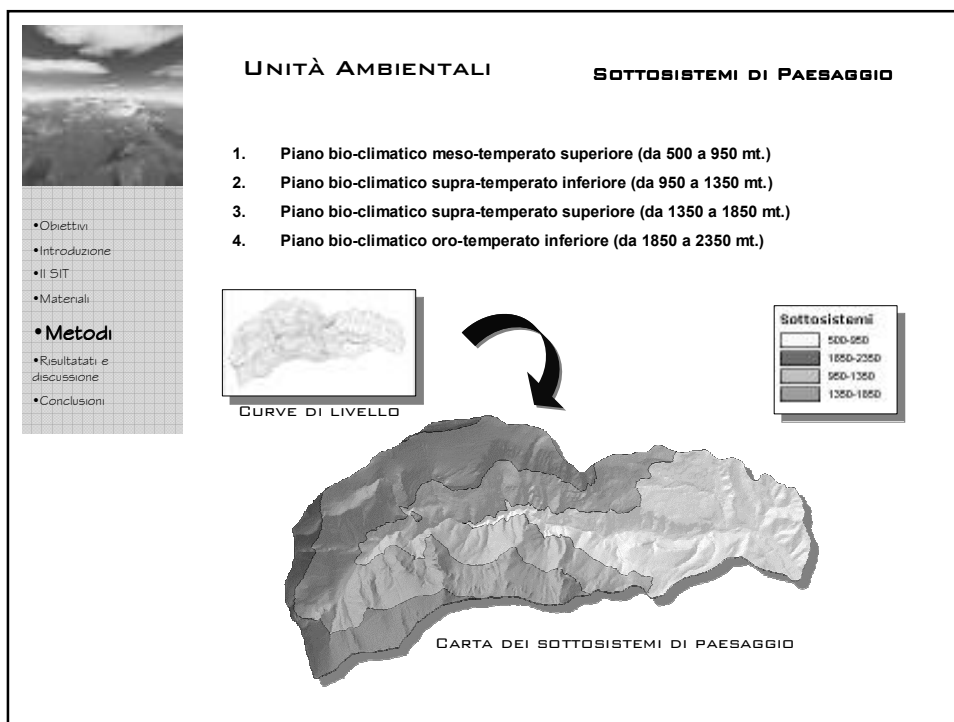 Unità Ambientali
Sottosistemi di Paesaggio
1. Piano bio-climatico meso-temperato superiore (da 500 a 950 mt.)
2. Piano bio-climatico supra-temperato inferiore (da 950 a 1350 mt.)
3. Piano bio-climatico supra-temperato superiore (da 1350 a 1850 mt.)
4. Piano bio-climatico oro-temperato inferiore (da 1850 a 2350 mt.)
•Obiettivi
•Introduzione
•Il SIT
•Materiali
•Metodi
•Risultatati e
discussione
•Conclusioni
Curve di livello
Sottosistemi
500-950
1850-2350
950-1350
1350-1850
Carta dei sottosistemi di paesaggio